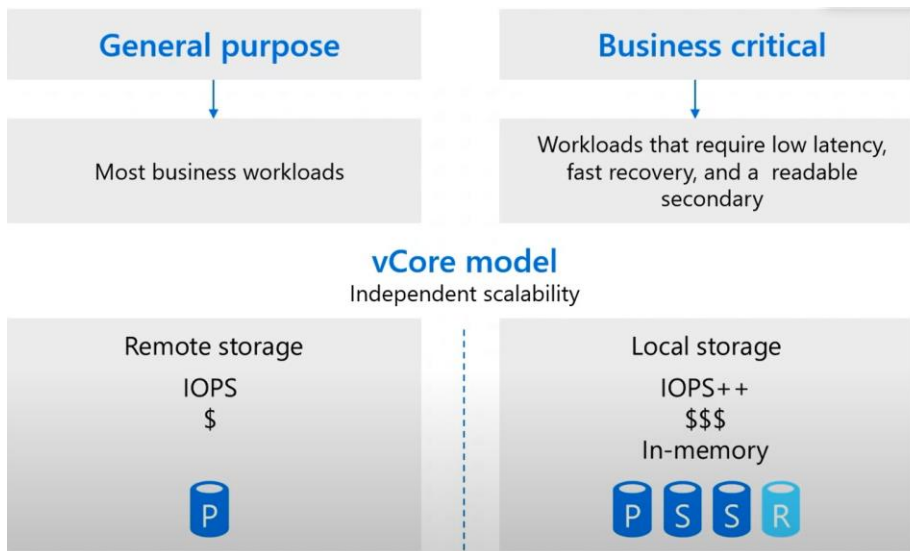 General purpose
Business critical
Most business workloads
Workloads that require low latency,
fast recovery, and a readable
secondary
vCore model
Independent scalability
Remote storage
IOPS
$
P
Local storage
IOPS++
$$$
In-memory
P S S R